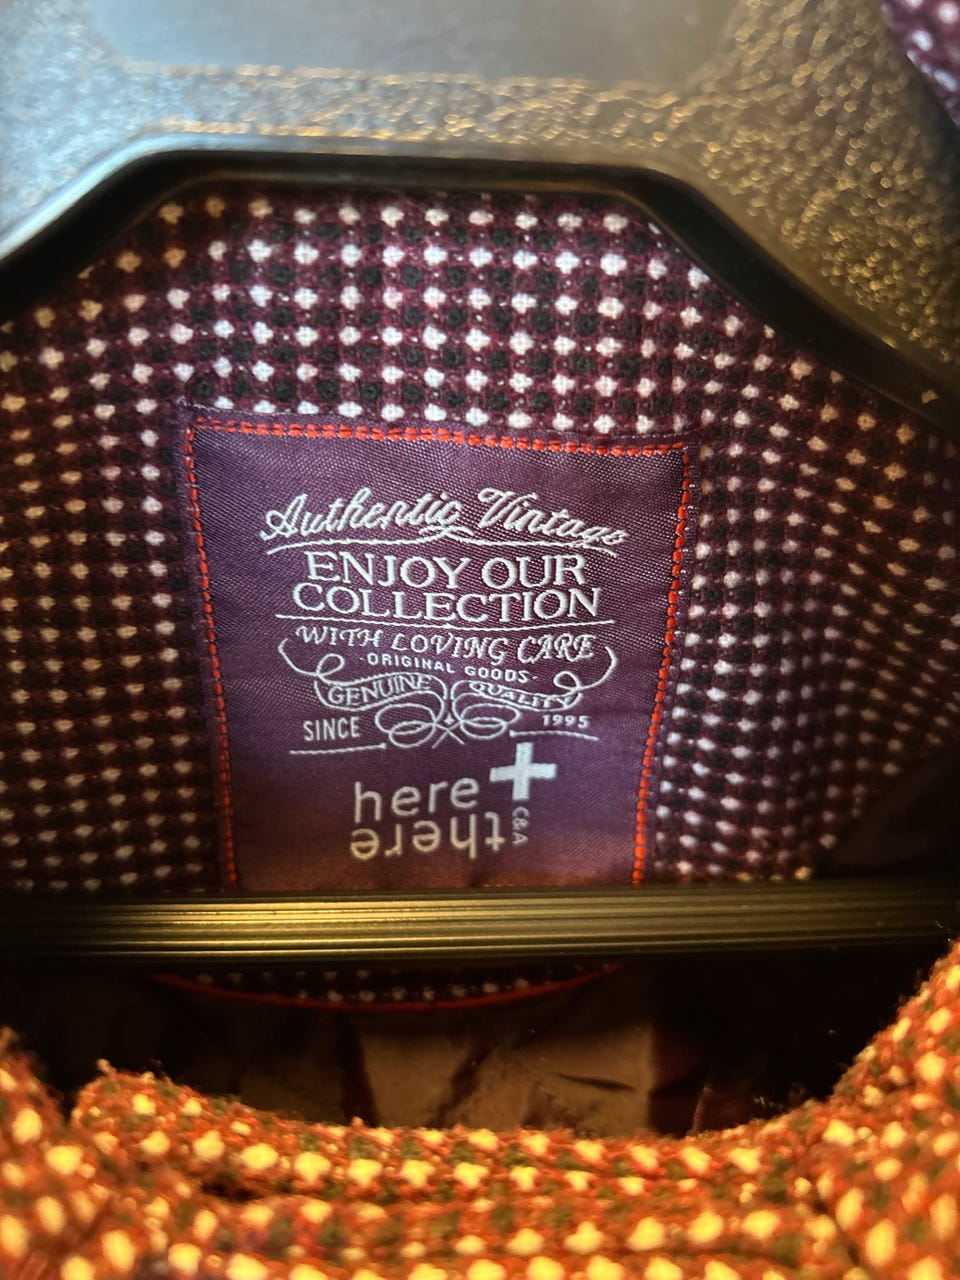 Authentic Vintage
ENJOY OUR
COLLECTION
WITH LOVING CARE
-ORIGINAL GOODS-
GENUINE QUALITY
SINCE 1995
here +
there C&A